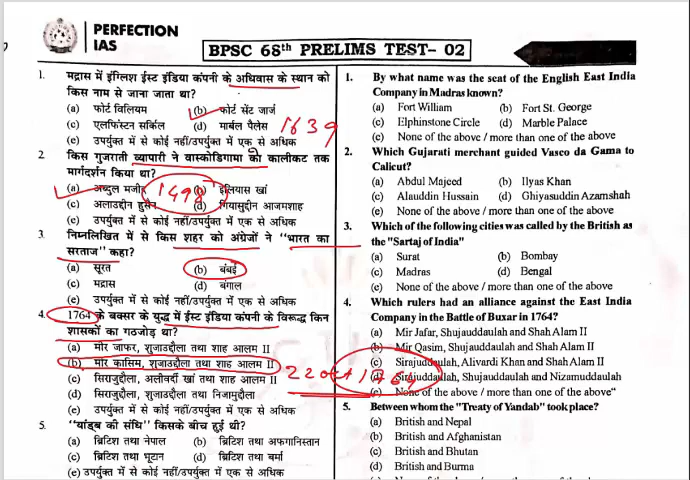 PERFECTION
IAS
BPSC 68th PRELIMS TEST- 02
1. मद्रास में इंग्लिश ईस्ट इंडिया कंपनी के अधिवास के स्थान को
किस नाम से जाना जाता था?
(a) फोर्ट विलियम (b) फोर्ट सेंट जार्ज
(c) एलफिंस्टन सर्किल (d) मार्बल पैलेस
1639
(e) उपर्युक्त में से कोई नहीं/उपर्युक्त में से एक से अधिक
2. किस गुजराती व्यापारी ने वास्कोडिगामा को कालीकट तक
मार्गदर्शन किया था?
(a) अब्दुल मजीद (b) इलियास खां
1498
(c) अलाउद्दीन हुसैन (d) गियासुद्दीन आजमशाह
(e) उपर्युक्त में से कोई नहीं/उपर्युक्त में से एक से अधिक
3. निम्नलिखित में से किस शहर को अंग्रेजों ने "भारत का
सरताज" कहा?
(a) सूरत (b) बंबई
(c) मद्रास (d) बंगाल
(e) उपर्युक्त में से कोई नहीं/उपर्युक्त में से एक से अधिक
4. 1764 के बक्सर के युद्ध में ईस्ट इंडिया कंपनी के विरूद्ध किन
शासकों का गठजोड़ था?
(a) मीर जाफर, शुजाउद्दौला तथा शाह आलम II
(b) मीर कासिम, शुजाउद्दौला तथा शाह आलम II
(c) सिराजुद्दौला, अलीवर्दी खां तथा शाह आलम II
(d) सिराजुद्दौला, शुजाउद्दौला तथा निजामुद्दौला
(e) उपर्युक्त में से कोई नहीं/उपर्युक्त में से एक से अधिक
22 oct 1764
5. "यांडूब की संधि" किसके बीच हुई थी?
(a) ब्रिटिश तथा नेपाल (b) ब्रिटिश तथा अफगानिस्तान
(c) ब्रिटिश तथा भूटान (d) ब्रिटिश तथा बर्मा
(e) उपर्युक्त में से कोई नहीं/उपर्युक्त में से एक से अधिक
1. By what name was the seat of the English East India
Company in Madras known?
(a) Fort William (b) Fort St. George
(c) Elphinstone Circle (d) Marble Palace
(c) None of the above / more than one of the above
2. Which Gujarati merchant guided Vasco da Gama to
Calicut?
(a) Abdul Majeed (b) Ilyas Khan
(c) Alauddin Hussain (d) Ghiyasuddin Azamshah
(e) None of the above / more than one of the above
3. Which of the following cities was called by the British as
the "Sartaj of India"
(a) Surat (b) Bombay
(c) Madras (d) Bengal
(e) None of the above / more than one of the above
4. Which rulers had an alliance against the East India
Company in the Battle of Buxar in 1764?
(a) Mir Jafar, Shujauddaulah and Shah Alam II
(b) Mir Qasim, Shujauddaulah and Shah Alam II
(c) Sirajuddaulah, Alivardi Khan and Shah Alam II
(d) Sirajuddaulah, Shujauddaulah and Nizamuddaulah
(e) None of the above / more than one of the above"
5. Between whom the "Treaty of Yandab" took place?
(a) British and Nepal
(b) British and Afghanistan
(c) British and Bhutan
(d) British and Burma